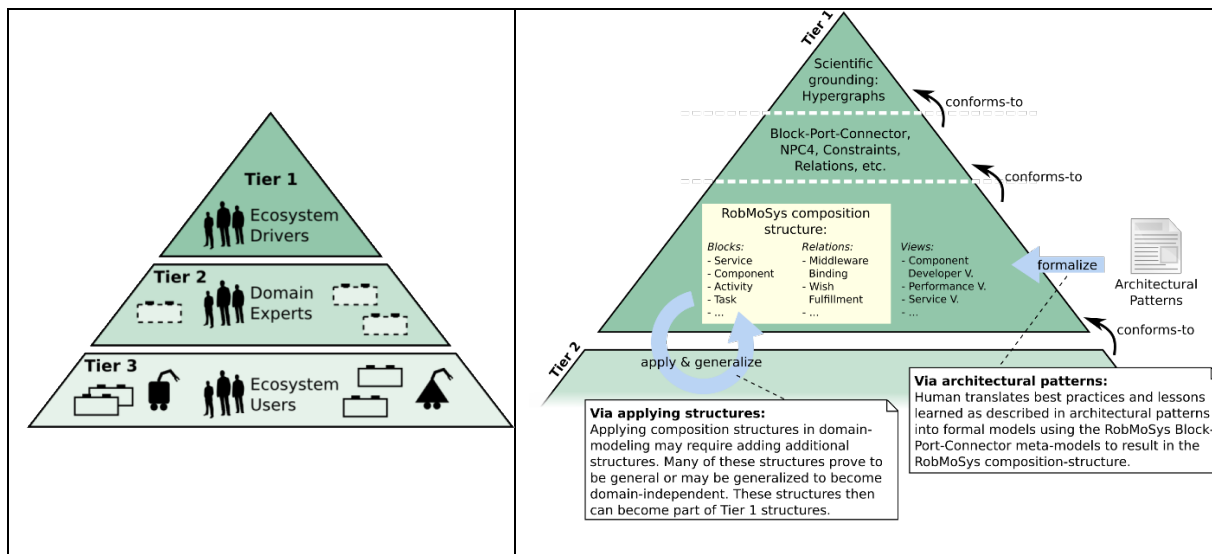 Tier 1
Ecosystem
Drivers
Tier 2
Domain
Experts
Tier 3
Ecosystem
Users
Tier 1
Scientific
grounding:
Hypergraphs
conforms-to
Block-Port-Connector,
NPC4, Constraints,
Relations, etc.
conforms-to
RobMoSys composition
structure:
Blocks:
- Service
- Component
- Activity
- Task
- ...
Relations:
- Middleware
Binding
- Wish
Fulfillment
- ...
Views:
- Component
Developer V.
- Performance V.
- Service V.
- ...
formalize
Architectural
Patterns
conforms-to
Tier 2
apply & generalize
Via applying structures:
Applying composition structures in domain-
modeling may require adding additional
structures. Many of these structures prove to
be general or may be generalized to become
domain-independent. These structures then
can become part of Tier 1 structures.
Via architectural patterns:
Human translates best practices and lessons
learned as described in architectural patterns
into formal models using the RobMoSys Block-
Port-Connector meta-models to result in the
RobMoSys composition-structure.